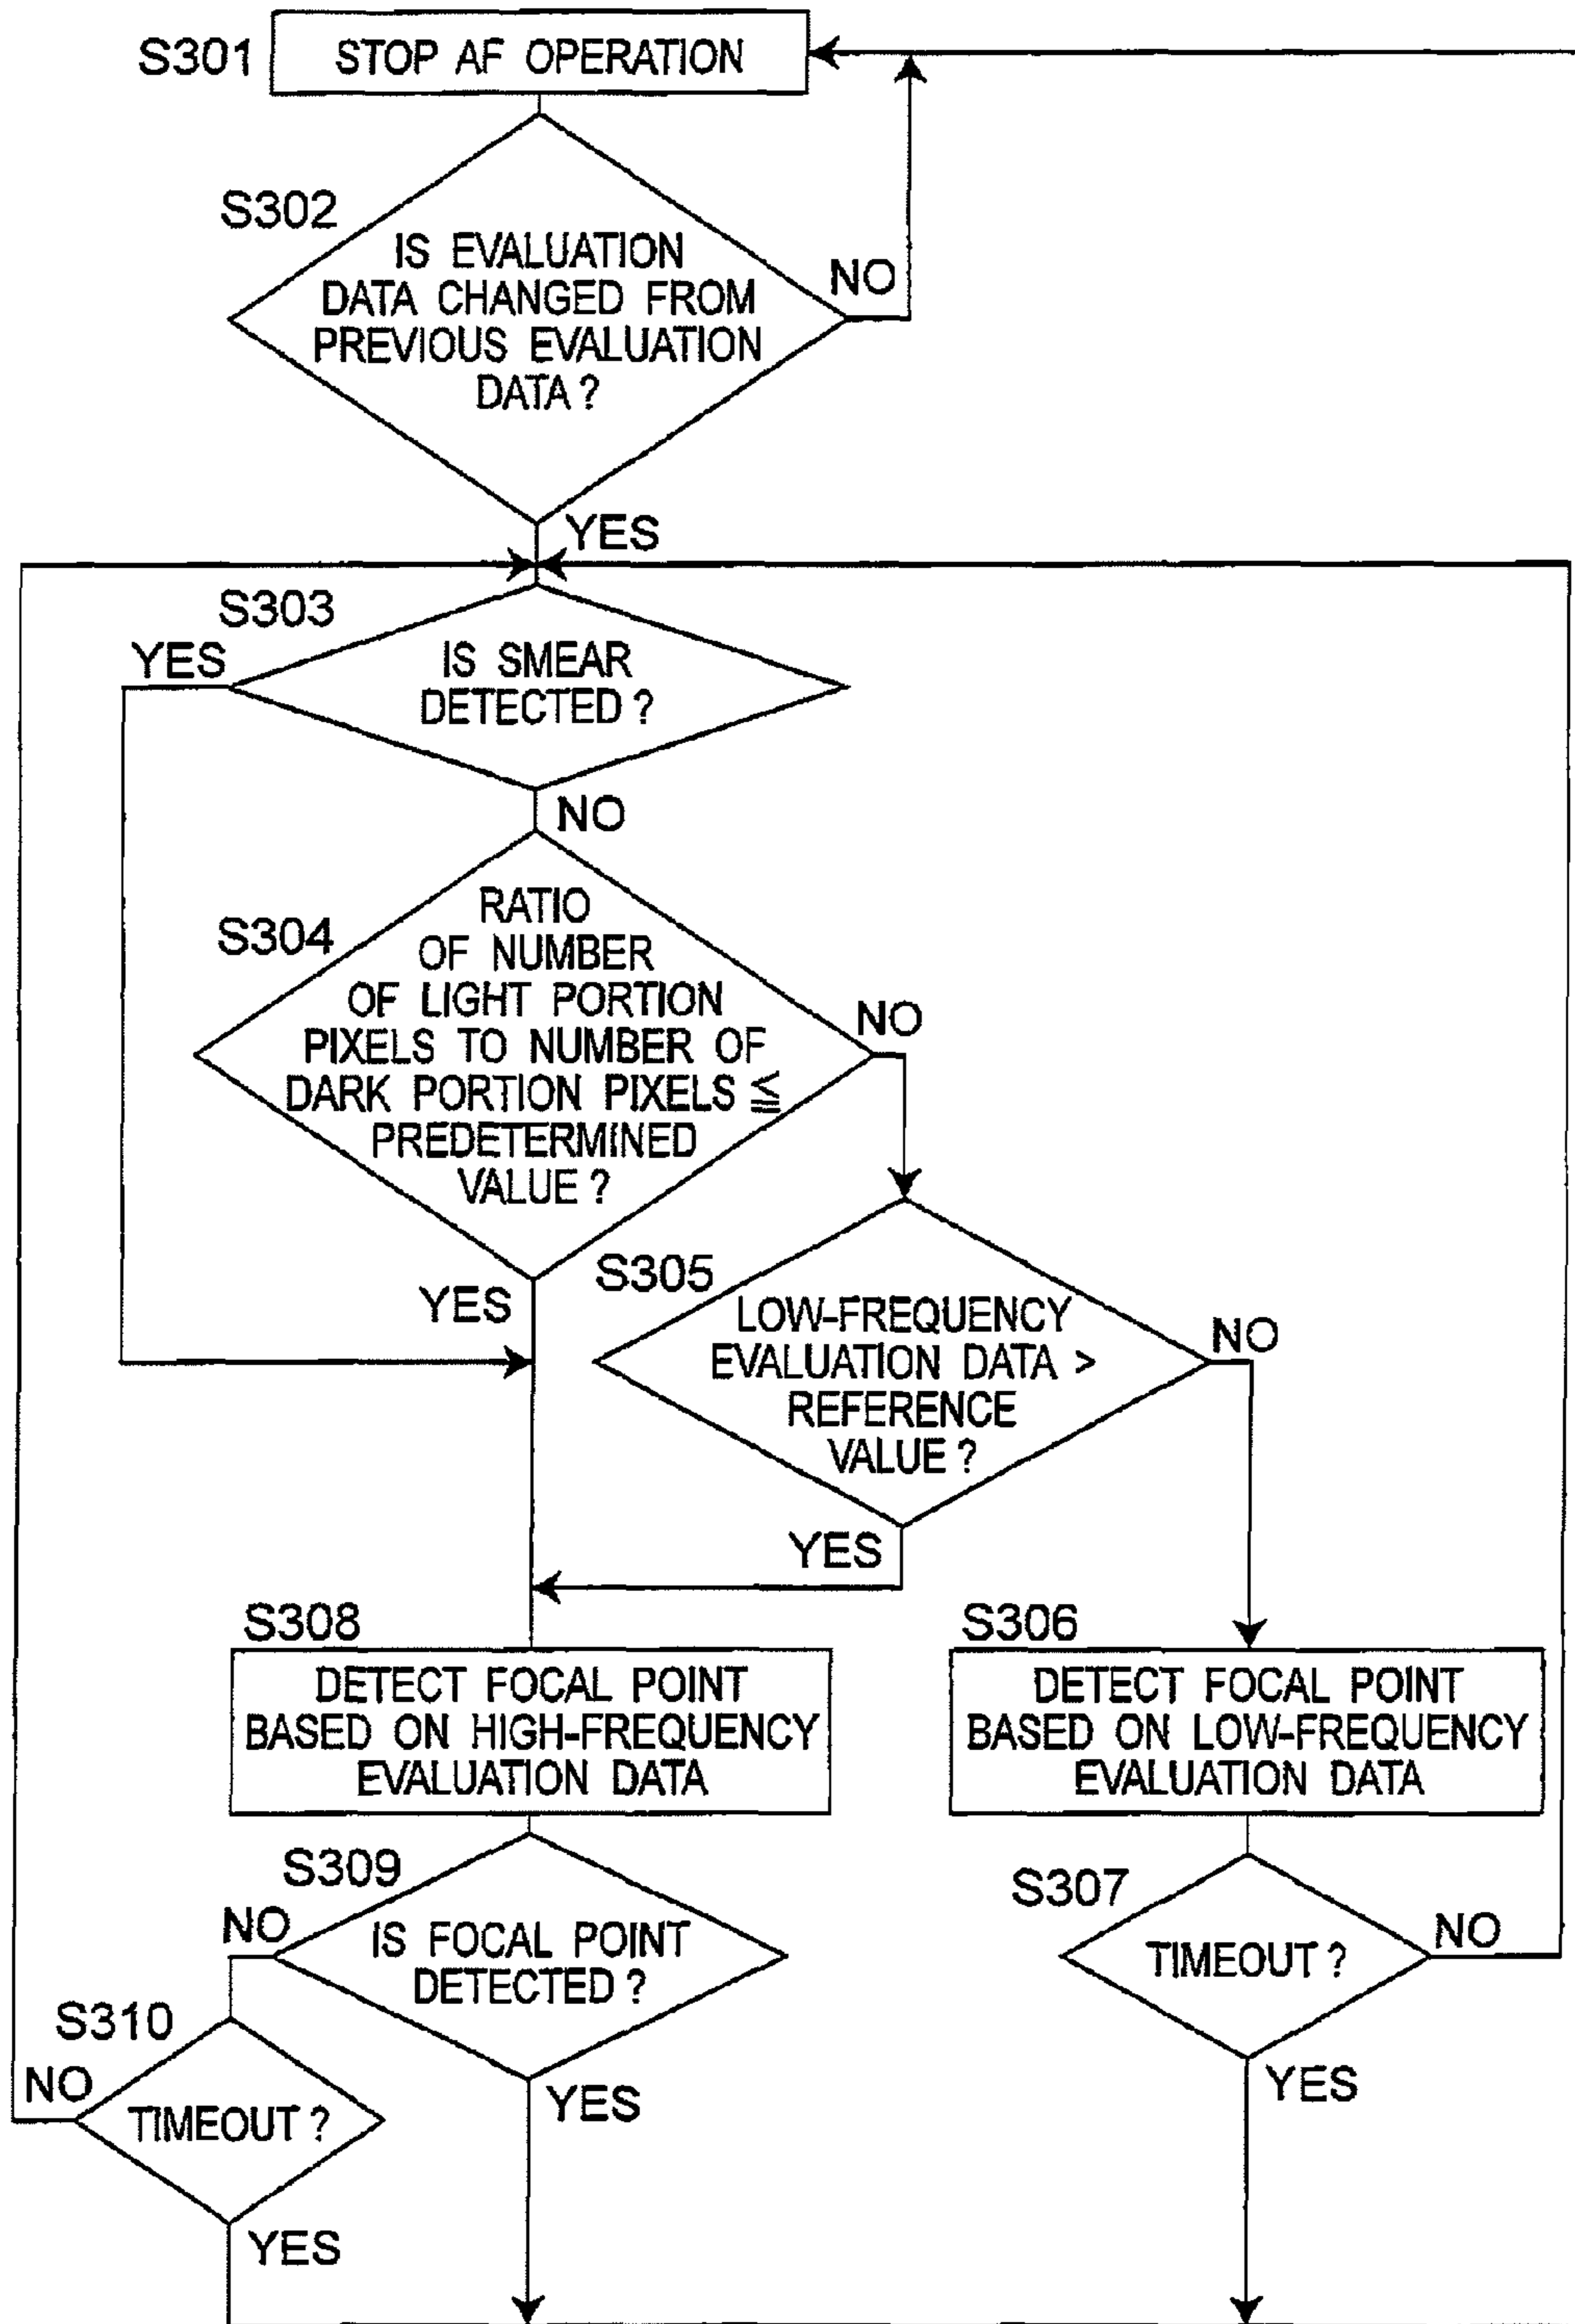 S301
STOP AF OPERATION
S302
IS EVALUATION
DATA CHANGED FROM
PREVIOUS EVALUATION
DATA ?
NO
YES
S303
YES
IS SMEAR
DETECTED ?
NO
S304
RATIO
OF NUMBER
OF LIGHT PORTION
PIXELS TO NUMBER OF
DARK PORTION PIXELS ≦
PREDETERMINED
VALUE ?
NO
YES
S305
LOW-FREQUENCY
EVALUATION DATA >
REFERENCE
VALUE ?
NO
YES
S308
DETECT FOCAL POINT
BASED ON HIGH-FREQUENCY
EVALUATION DATA
S306
DETECT FOCAL POINT
BASED ON LOW-FREQUENCY
EVALUATION DATA
S309
NO
IS FOCAL POINT
DETECTED ?
YES
S307
TIMEOUT ?
NO
YES
S310
NO
TIMEOUT ?
YES